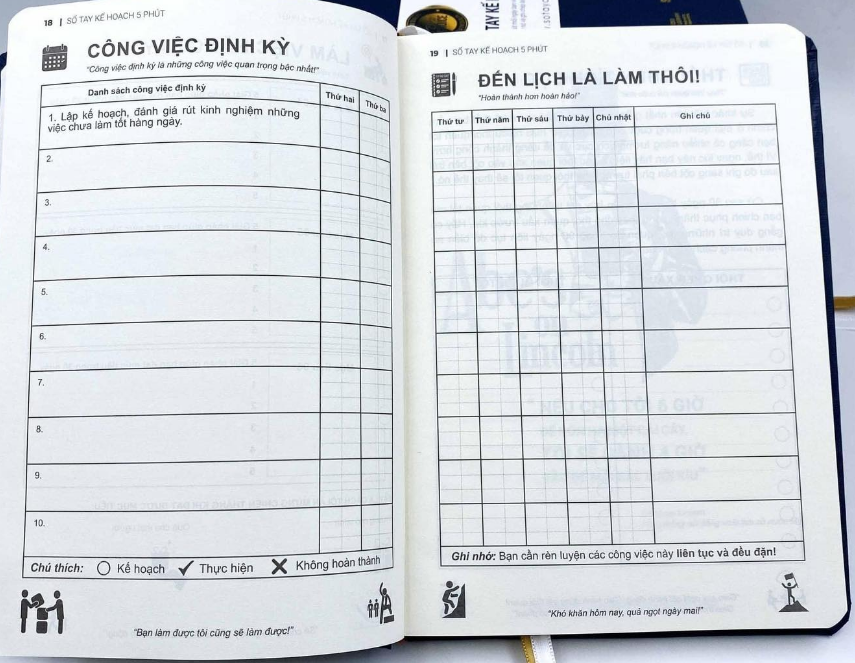 18 | SỔ TAY KẾ HOẠCH 5 PHÚT
CÔNG VIỆC ĐỊNH KỲ
"Công việc định kỳ là những công việc quan trọng bậc nhất!"
Danh sách công việc định kỳ
Thứ hai
Thứ ba
1. Lập kế hoạch, đánh giá rút kinh nghiệm những
việc chưa làm tốt hàng ngày.
2.
3.
4.
5.
6.
7.
8.
9.
10.
Chú thích: Kế hoạch Thực hiện Không hoàn thành
"Bạn làm được tôi cũng sẽ làm được!"
TAY KẾ
19 | SỔ TAY KẾ HOẠCH 5 PHÚT
ĐẾN LỊCH LÀ LÀM THÔI!
"Hoàn thành hơn hoàn hảo!"
Thứ tư Thứ năm Thứ sáu Thứ bảy Chủ nhật Ghi chú
Ghi nhớ: Bạn cần rèn luyện các công việc này liên tục và đều đặn!
"Khó khăn hôm nay, quả ngọt ngày mai!"